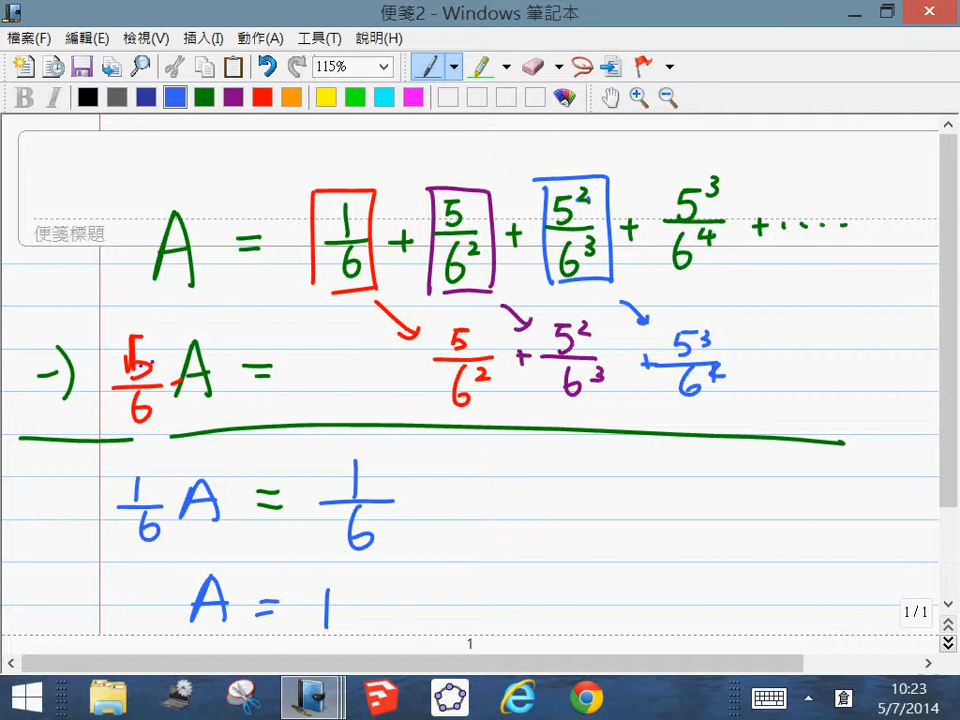 便箋2 - Windows 筆記本
檔案(F) 編輯(E) 檢視(V) 插入(I) 動作(A) 工具(T) 說明(H)
115%
B I
A = 1/6 + 5/6² + 5²/6³ + 5³/6⁴ + ‥‥
便箋標題
-) 5/6 A = 5/6² + 5²/6³ + 5³/6⁴
1/6 A = 1/6
A = 1
1 / 1
1
倉
10:23
5/7/2014